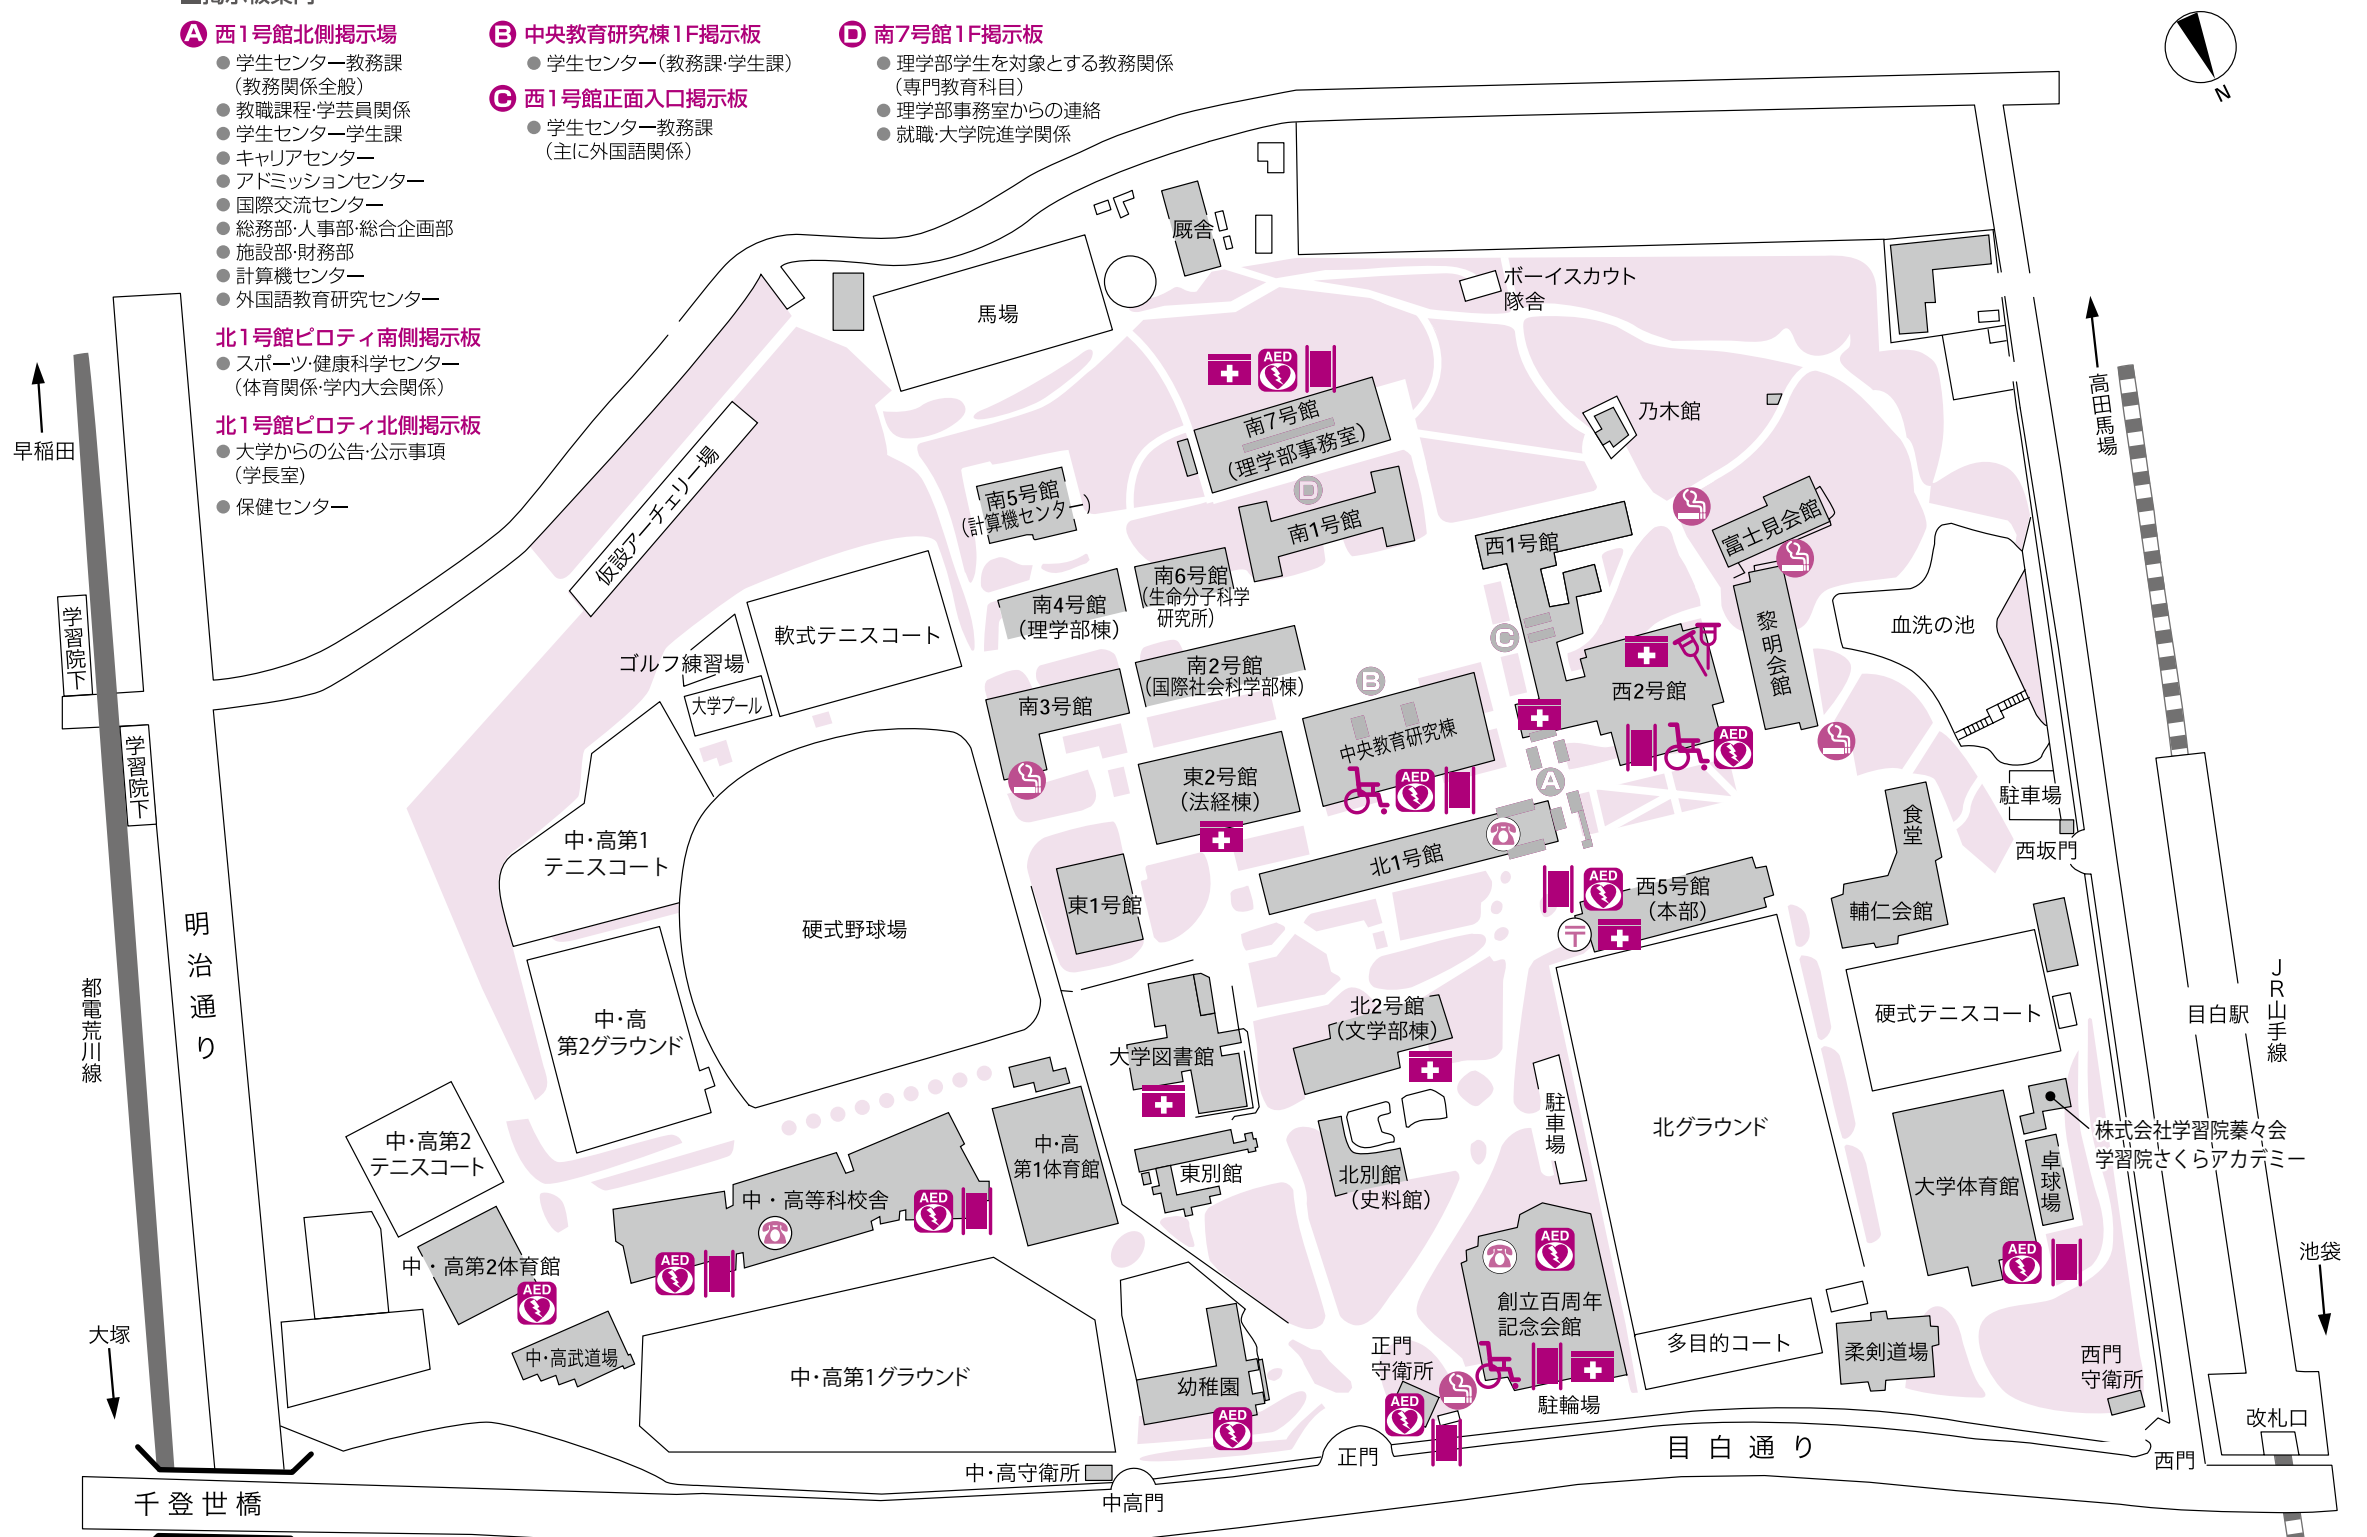 ■掲示板案内
A 西1号館北側掲示場
● 学生センター教務課
（教務関係全般）
● 教職課程・学芸員関係
● 学生センター学生課
● キャリアセンター
● アドミッションセンター
● 国際交流センター
● 総務部・人事部・総合企画部
● 施設部・財務部
● 計算機センター
● 外国語教育研究センター
北1号館ピロティ南側掲示板
● スポーツ・健康科学センター
（体育関係・学内大会関係）
北1号館ピロティ北側掲示板
● 大学からの公告・公示事項
（学長室）
● 保健センター
B 中央教育研究棟1F掲示板
● 学生センター（教務課・学生課）
C 西1号館正面入口掲示板
● 学生センター教務課
（主に外国語関係）
D 南7号館1F掲示板
● 理学部学生を対象とする教務関係
（専門教育科目）
● 理学部事務室からの連絡
● 就職・大学院進学関係
N
厩舎
馬場
ボーイスカウト
隊舎
AED
南7号館
（理学部事務室）
D
乃木館
高田馬場
早稲田
仮設アーチェリー場
南5号館
（計算機センター）
南1号館
西1号館
富士見会館
南6号館
（生命分子科学
研究所）
南4号館
（理学部棟）
軟式テニスコート
ゴルフ練習場
大学プール
学習院下
学習院下
南2号館
（国際社会科学部棟）
南3号館
B
C
西2号館
AED
黎明会館
血洗の池
中央教育研究棟
AED
A
東2号館
（法経棟）
駐車場
西坂門
食堂
輔仁会館
中・高第1
テニスコート
北1号館
AED
西5号館
（本部）
〒
東1号館
硬式野球場
明治通り
都電荒川線
中・高
第2グラウンド
大学図書館
北2号館
（文学部棟）
硬式テニスコート
目白駅
JR山手線
駐車場
北グラウンド
株式会社学習院蓁々会
学習院さくらアカデミー
卓球場
大学体育館
AED
中・高第2
テニスコート
中・高
第1体育館
東別館
北別館
（史料館）
中・高等科校舎
AED
AED
中・高第2体育館
AED
中・高武道場
中・高第1グラウンド
幼稚園
AED
AED
創立百周年
記念会館
正門
守衛所
AED
駐輪場
多目的コート
柔剣道場
西門
守衛所
池袋
改札口
大塚
千登世橋
中・高守衛所
中高門
正門
目白通り
西門